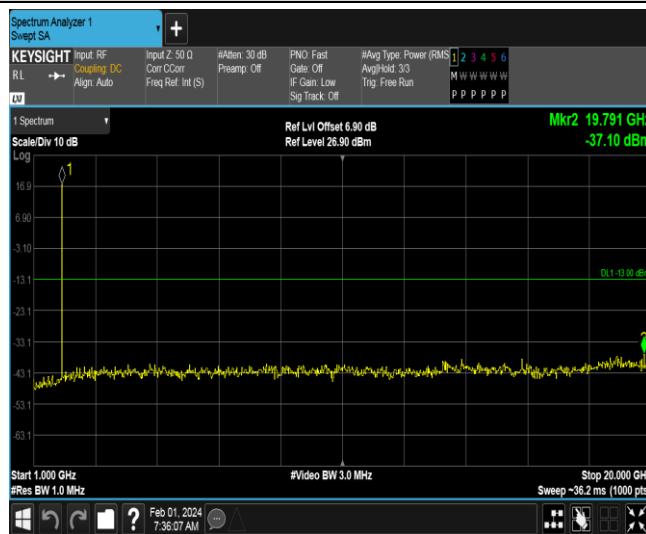 Spectrum Analyzer 1
Swept SA
KEYSIGHT Input: RF Input Z: 50 Ω #Atten: 30 dB PNO: Fast #Avg Type: Power (RMS 1 2 3 4 5 6
RL Coupling: DC Corr CCorr Preamp: Off Gate: Off Avg|Hold: 3/3 M W W W W W
Align: Auto Freq Ref: Int (S) IF Gain: Low Trig: Free Run
LXI Sig Track: Off P P P P P P
1 Spectrum Ref Lvl Offset 6.90 dB Mkr2 19.791 GHz
Scale/Div 10 dB Ref Level 26.90 dBm -37.10 dBm
Log
1
16.9
6.90
-3.10
-13.1 DL1 -13.00 dBm
-23.1
-33.1
-43.1
-53.1
-63.1
Start 1.000 GHz #Video BW 3.0 MHz Stop 20.000 GHz
#Res BW 1.0 MHz Sweep ~36.2 ms (1000 pts
Feb 01, 2024
7:36:07 AM